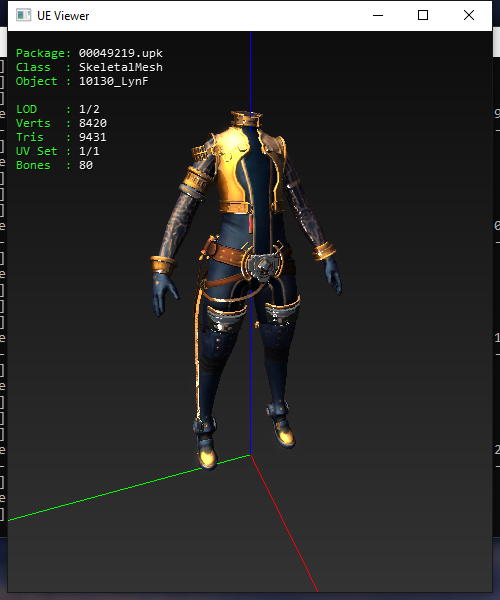 UE Viewer
Package: 00049219.upk
Class  : SkeletalMesh
Object : 10130_LynF
LOD    : 1/2
Verts  : 8420
Tris   : 9431
UV Set : 1/1
Bones  : 80